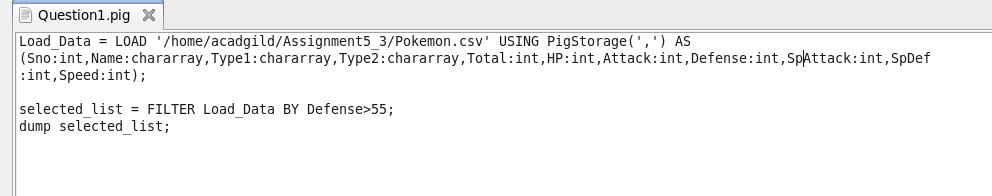 Question1.pig
Load_Data = LOAD '/home/acadgild/Assignment5_3/Pokemon.csv' USING PigStorage(',') AS
(Sno:int,Name:chararray,Type1:chararray,Type2:chararray,Total:int,HP:int,Attack:int,Defense:int,SpAttack:int,SpDef
:int,Speed:int);
selected_list = FILTER Load_Data BY Defense>55;
dump selected_list;